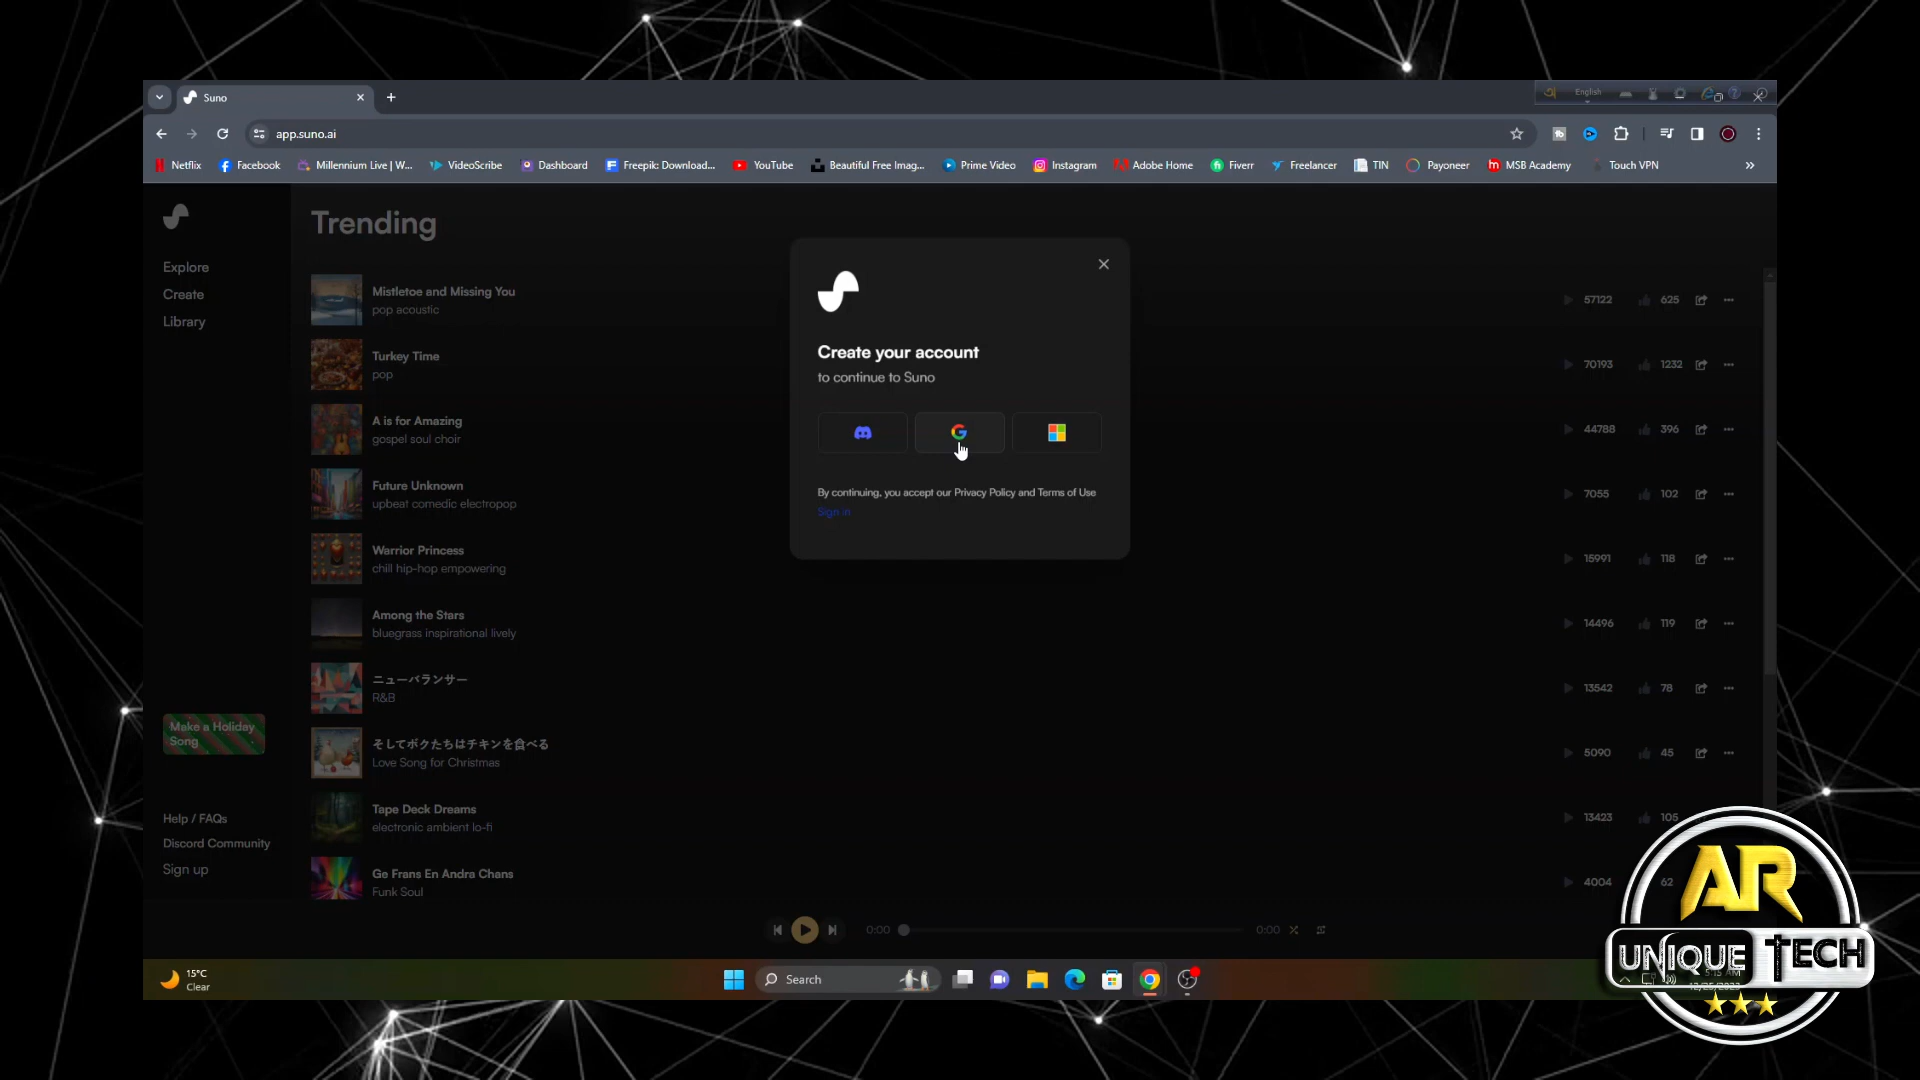 Suno
English
app.suno.ai
Netflix
Facebook
Millennium Live | W...
VideoScribe
Dashboard
Freepik: Download...
YouTube
Beautiful Free Imag...
Prime Video
Instagram
Adobe Home
Fiverr
Freelancer
TIN
Payoneer
MSB Academy
Touch VPN
Explore
Create
Library
Make a Holiday
Song
Help / FAQs
Discord Community
Sign up
Trending
Mistletoe and Missing You
pop acoustic
57122
625
Turkey Time
pop
70193
1232
A is for Amazing
gospel soul choir
44788
396
Future Unknown
upbeat comedic electropop
7055
102
Warrior Princess
chill hip-hop empowering
15991
118
Among the Stars
bluegrass inspirational lively
14496
119
ニューバランサー
R&B
13542
78
そしてボクたちはチキンを食べる
Love Song for Christmas
5090
45
Tape Deck Dreams
electronic ambient lo-fi
13423
105
Ge Frans En Andra Chans
Funk Soul
4004
62
Create your account
to continue to Suno
By continuing, you accept our Privacy Policy and Terms of Use
Sign in
0:00
0:00
15°C
Clear
Search
5:15 AM
12/25/2023
AR
UNIQUE TECH